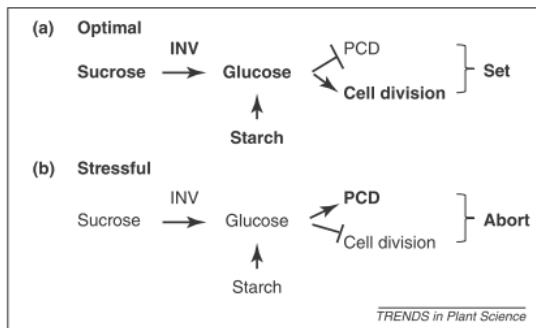 (a) Optimal
INV
PCD
Sucrose Glucose Set
Cell division
Starch
(b) Stressful
INV
PCD
Sucrose Glucose Abort
Cell division
Starch
TRENDS in Plant Science